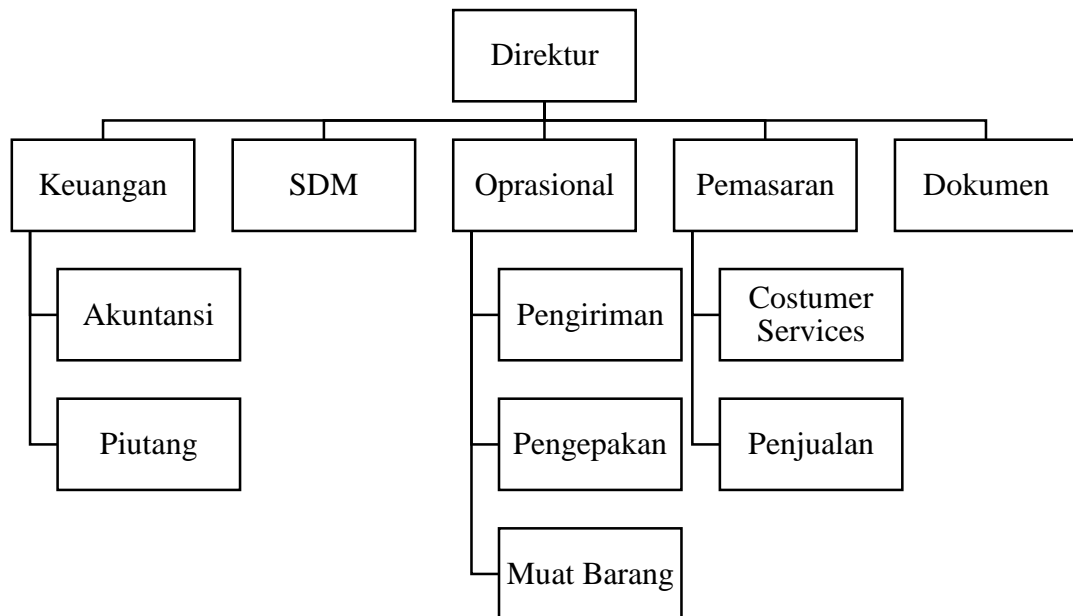 Direktur
Keuangan
SDM
Oprasional
Pemasaran
Dokumen
Akuntansi
Pengiriman
Costumer
Services
Piutang
Pengepakan
Penjualan
Muat Barang